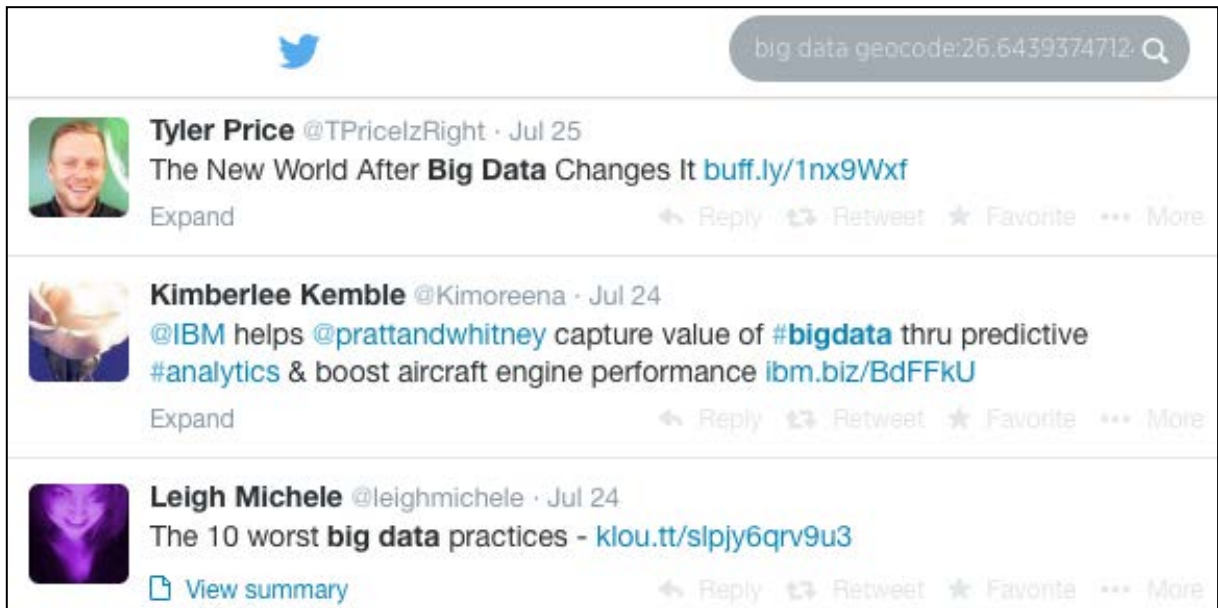 big data geocode:26.6439374712
Tyler Price @TPriceIzRight · Jul 25
The New World After Big Data Changes It buff.ly/1nx9Wxf
Expand Reply Retweet Favorite More
Kimberlee Kemble @Kimoreena · Jul 24
@IBM helps @prattandwhitney capture value of #bigdata thru predictive
#analytics & boost aircraft engine performance ibm.biz/BdFFkU
Expand Reply Retweet Favorite More
Leigh Michele @leighmichele · Jul 24
The 10 worst big data practices - klou.tt/slpjy6qrv9u3
View summary Reply Retweet Favorite More